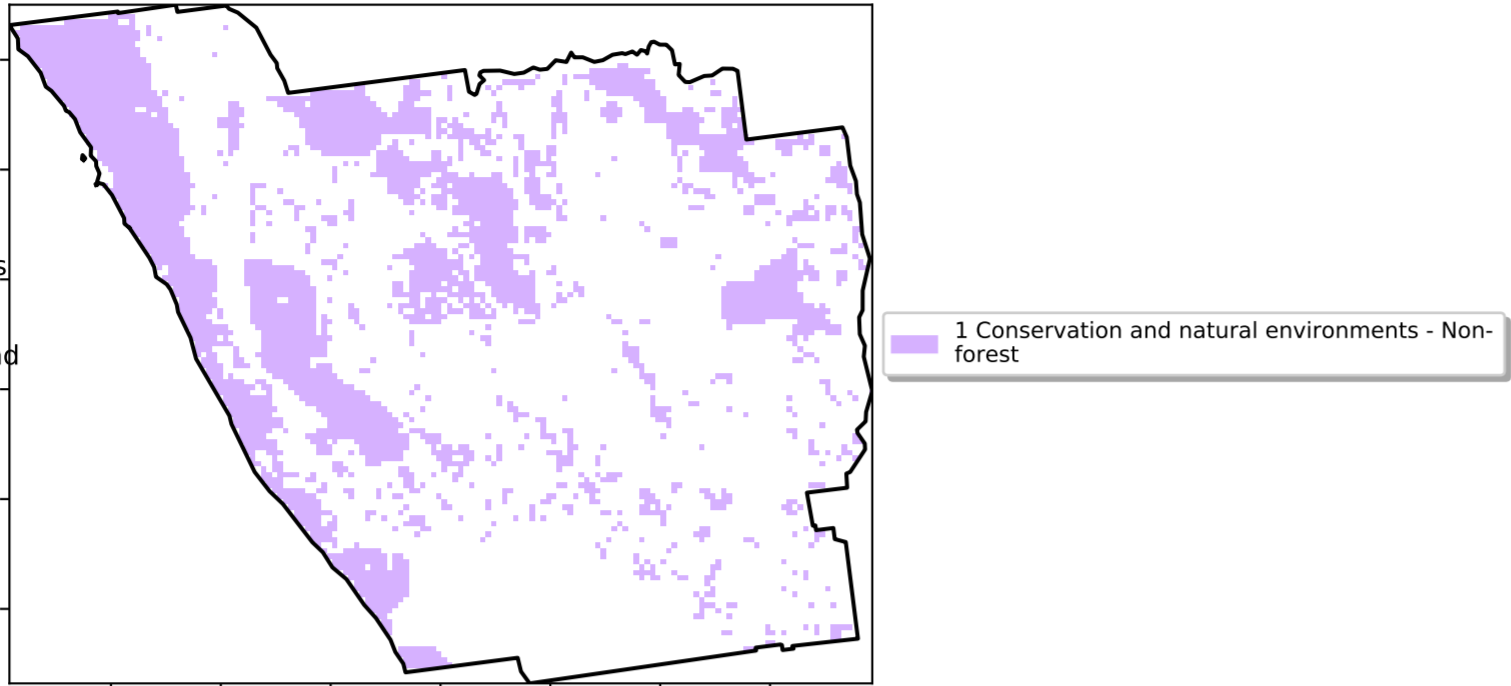 1 Conservation and natural environments - Non-
forest